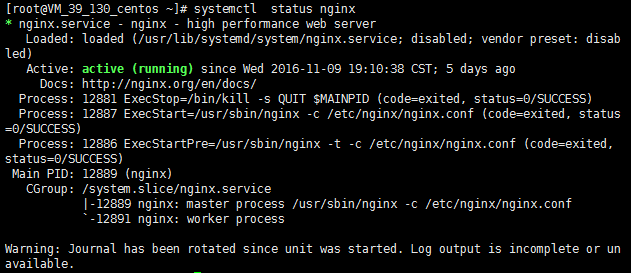 [root@VM_39_130_centos ~]# systemctl  status nginx
* nginx.service - nginx - high performance web server
   Loaded: loaded (/usr/lib/systemd/system/nginx.service; disabled; vendor preset: disab
led)
   Active: active (running) since Wed 2016-11-09 19:10:38 CST; 5 days ago
     Docs: http://nginx.org/en/docs/
  Process: 12881 ExecStop=/bin/kill -s QUIT $MAINPID (code=exited, status=0/SUCCESS)
  Process: 12887 ExecStart=/usr/sbin/nginx -c /etc/nginx/nginx.conf (code=exited, status
=0/SUCCESS)
  Process: 12886 ExecStartPre=/usr/sbin/nginx -t -c /etc/nginx/nginx.conf (code=exited,
status=0/SUCCESS)
 Main PID: 12889 (nginx)
   CGroup: /system.slice/nginx.service
           |-12889 nginx: master process /usr/sbin/nginx -c /etc/nginx/nginx.conf
           `-12891 nginx: worker process
Warning: Journal has been rotated since unit was started. Log output is incomplete or un
available.